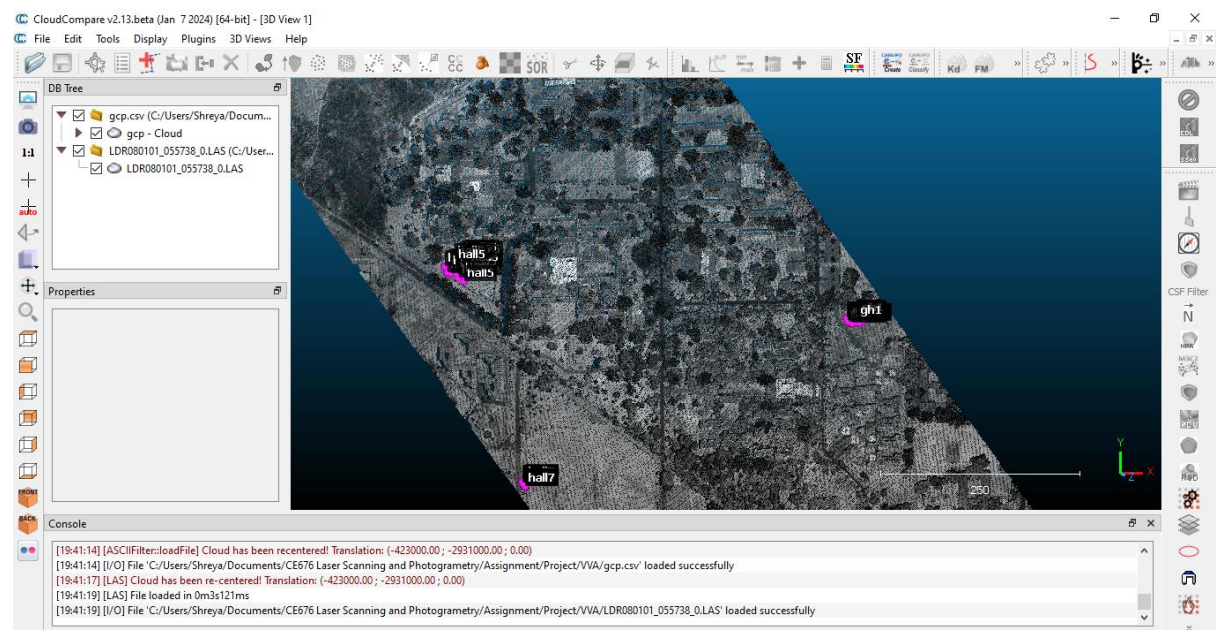 CloudCompare v2.13.beta (Jan 7 2024) [64-bit] - [3D View 1]
File Edit Tools Display Plugins 3D Views Help
SOR
SF
Kd FM
DB Tree
gcp.csv (C:/Users/Shreya/Docum...
gcp - Cloud
LDR080101_055738_0.LAS (C:/User...
LDR080101_055738_0.LAS
1:1
auto
Properties
FRONT
BACK
hall5
hall5
gh1
hall7
250
Y
X
Z
CSF Filter
N
Console
[19:41:14] [ASCIIFilter::loadFile] Cloud has been recentered! Translation: (-423000.00 ; -2931000.00 ; 0.00)
[19:41:14] [I/O] File 'C:/Users/Shreya/Documents/CE676 Laser Scanning and Photogrametry/Assignment/Project/VVA/gcp.csv' loaded successfully
[19:41:17] [LAS] Cloud has been re-centered! Translation: (-423000.00 ; -2931000.00 ; 0.00)
[19:41:19] [LAS] File loaded in 0m3s121ms
[19:41:19] [I/O] File 'C:/Users/Shreya/Documents/CE676 Laser Scanning and Photogrametry/Assignment/Project/VVA/LDR080101_055738_0.LAS' loaded successfully